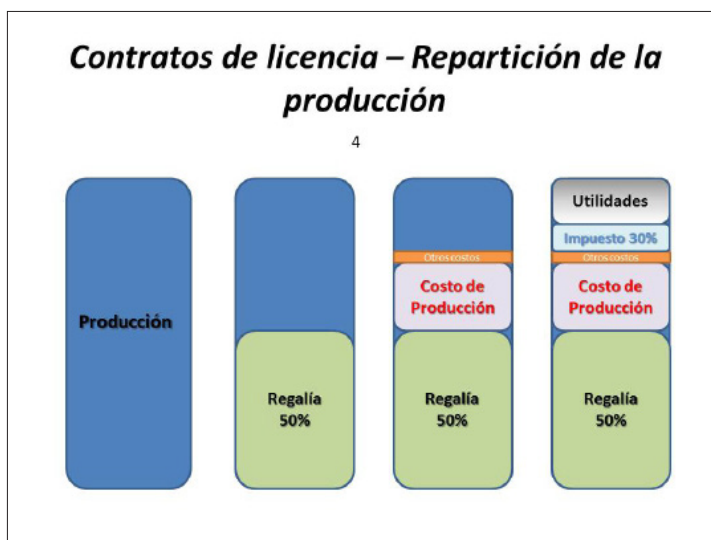 Contratos de licencia – Repartición de la
producción
4
Producción
Regalía
50%
Otros costos
Costo de
Producción
Regalía
50%
Utilidades
Impuesto 30%
Otros costos
Costo de
Producción
Regalía
50%